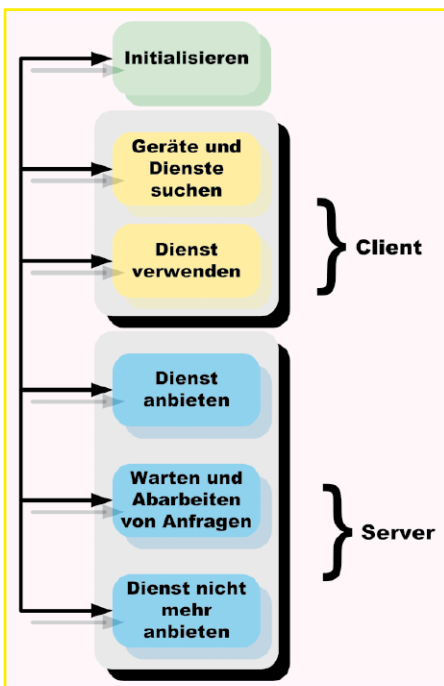 Initialisieren
Geräte und
Dienste
suchen
Dienst
verwenden
Client
Dienst
anbieten
Warten und
Abarbeiten
von Anfragen
Server
Dienst nicht
mehr
anbieten